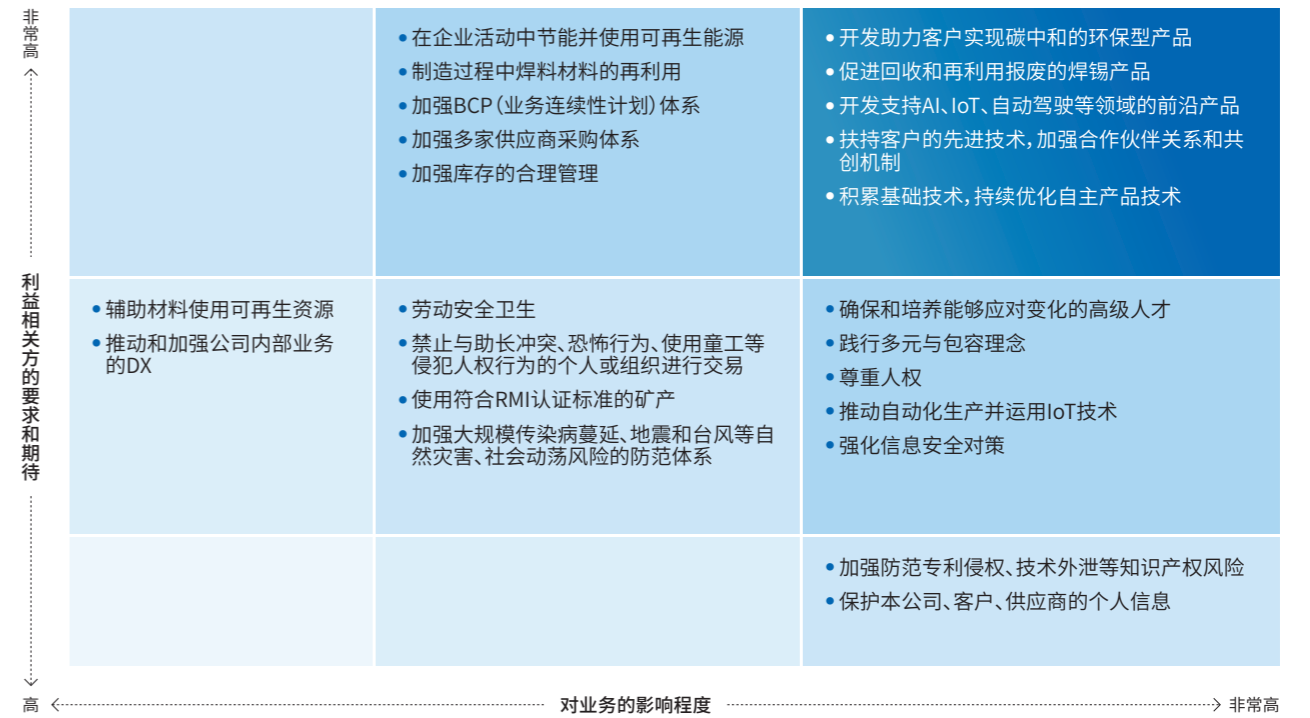 非常高
利益相关方的要求和期待
• 在企业活动中节能并使用可再生能源
• 制造过程中焊料材料的再利用
• 加强BCP（业务连续性计划）体系
• 加强多家供应商采购体系
• 加强库存的合理管理
• 开发助力客户实现碳中和的环保型产品
• 促进回收和再利用报废的焊锡产品
• 开发支持AI、IoT、自动驾驶等领域的前沿产品
• 扶持客户的先进技术，加强合作伙伴关系和共
创机制
• 积累基础技术，持续优化自主产品技术
• 辅助材料使用可再生资源
• 推动和加强公司内部业务
的DX
• 劳动安全卫生
• 禁止与助长冲突、恐怖行为、使用童工等
侵犯人权行为的个人或组织进行交易
• 使用符合RMI认证标准的矿产
• 加强大规模传染病蔓延、地震和台风等自
然灾害、社会动荡风险的防范体系
• 确保和培养能够应对变化的高级人才
• 践行多元与包容理念
• 尊重人权
• 推动自动化生产并运用IoT技术
• 强化信息安全对策
• 加强防范专利侵权、技术外泄等知识产权风险
• 保护本公司、客户、供应商的个人信息
高
对业务的影响程度
非常高